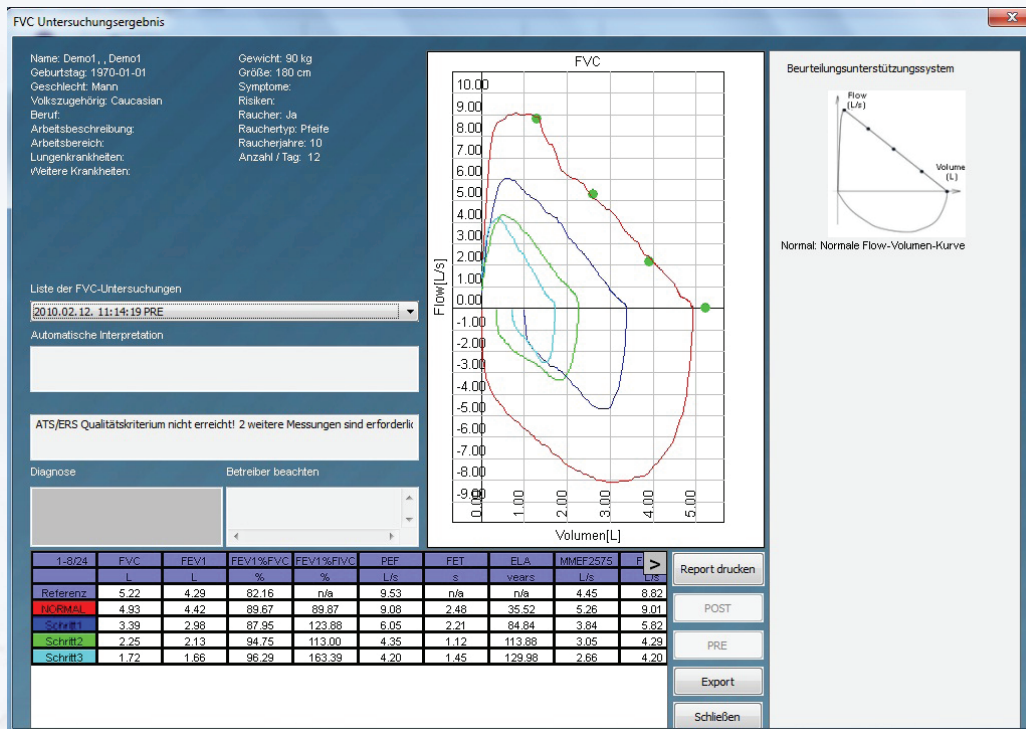 FVC Untersuchungsergebnis
Name: Demo1, , Demo1
Geburtstag: 1970-01-01
Geschlecht: Mann
Volkszugehörig: Caucasian
Beruf:
Arbeitsbeschreibung:
Arbeitsbereich:
Lungenkrankheiten:
Weitere Krankheiten:
Gewicht: 90 kg
Größe: 180 cm
Symptome:
Risiken:
Raucher: Ja
Rauchertyp: Pfeife
Raucherjahre: 10
Anzahl / Tag: 12
Liste der FVC-Untersuchungen
2010.02.12. 11:14:19 PRE
Automatische Interpretation
ATS/ERS Qualitätskriterium nicht erreicht! 2 weitere Messungen sind erforderlic
Diagnose
Betreiber beachten
FVC
10.00
9.00
8.00
7.00
6.00
5.00
4.00
3.00
2.00
1.00
0.00
-1.00
-2.00
-3.00
-4.00
-5.00
-6.00
-7.00
-8.00
-9.00
Flow[L/s]
0.00 1.00 2.00 3.00 4.00 5.00
Volumen[L]
Beurteilungsunterstützungssystem
Flow
(L/s)
Volume
(L)
Normal: Normale Flow-Volumen-Kurve
1-8/24 FVC FEV1 FEV1%FVC FEV1%FIVC PEF FET ELA MMEF2575 F >
L L % % L/s s years L/s L/s
Referenz 5.22 4.29 82.16 n/a 9.53 n/a n/a 4.45 8.82
NORMAL 4.93 4.42 89.67 89.87 9.08 2.48 35.52 5.26 9.01
Schritt1 3.39 2.98 87.95 123.88 6.05 2.21 84.84 3.84 5.82
Schritt2 2.25 2.13 94.75 113.00 4.35 1.12 113.88 3.05 4.29
Schritt3 1.72 1.66 96.29 163.39 4.20 1.45 129.98 2.66 4.20
Report drucken
POST
PRE
Export
Schließen